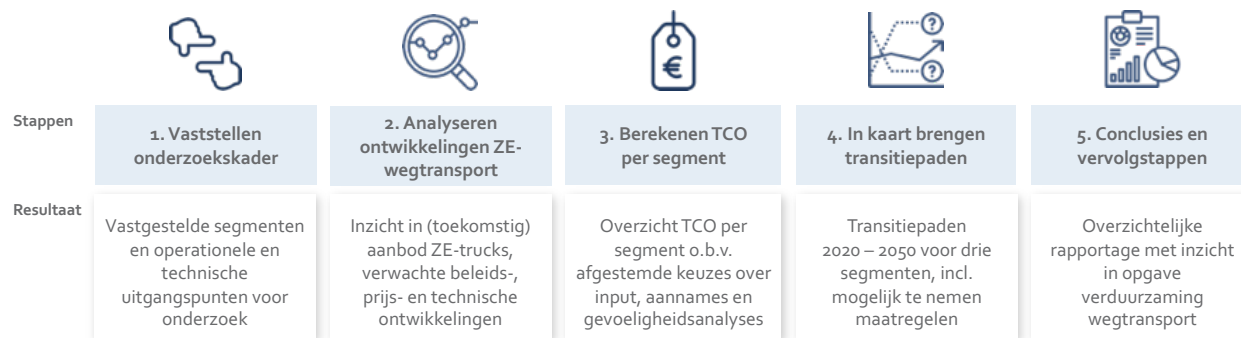 €
?
?
Stappen
1. Vaststellen
onderzoekskader
2. Analyseren
ontwikkelingen ZE-
wegtransport
3. Berekenen TCO
per segment
4. In kaart brengen
transitiepaden
5. Conclusies en
vervolgstappen
Resultaat
Vastgestelde segmenten
en operationele en
technische
uitgangspunten voor
onderzoek
Inzicht in (toekomstig)
aanbod ZE-trucks,
verwachte beleids-,
prijs- en technische
ontwikkelingen
Overzicht TCO per
segment o.b.v.
afgestemde keuzes over
input, aannames en
gevoeligheidsanalyses
Transitiepaden
2020 – 2050 voor drie
segmenten, incl.
mogelijk te nemen
maatregelen
Overzichtelijke
rapportage met inzicht
in opgave
verduurzaming
wegtransport